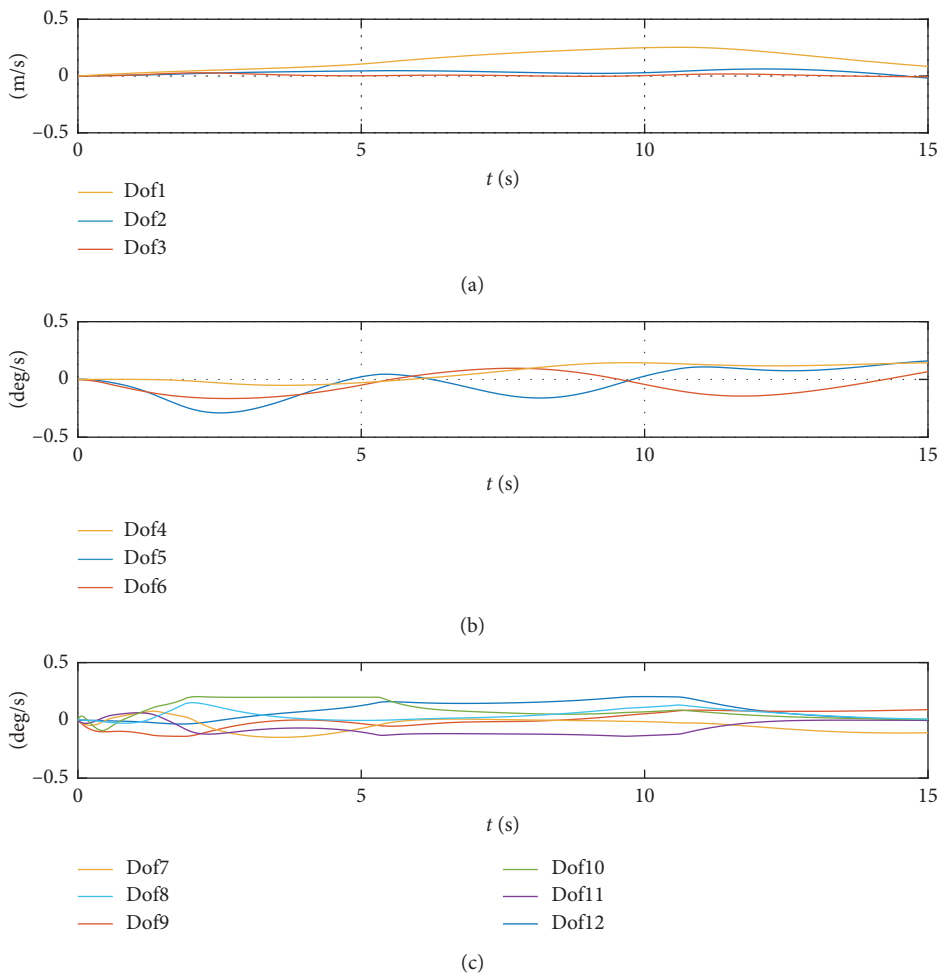 0.5
0
–0.5
(m/s)
0 5 10 15
t (s)
Dof1
Dof2
Dof3
(a)
0.5
0
–0.5
(deg/s)
0 5 10 15
t (s)
Dof4
Dof5
Dof6
(b)
0.5
0
–0.5
(deg/s)
0 5 10 15
t (s)
Dof7 Dof10
Dof8 Dof11
Dof9 Dof12
(c)